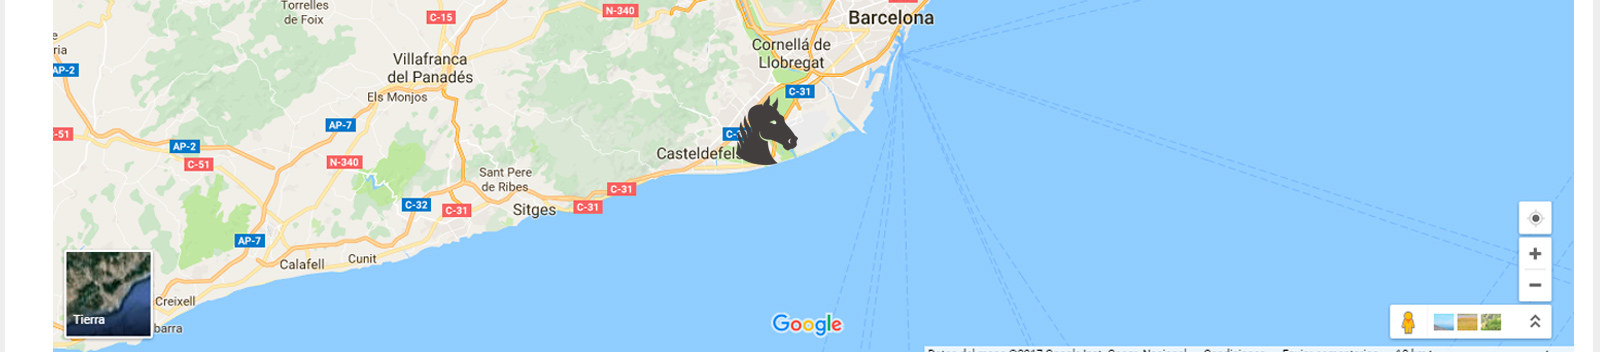 Torrelles
de Foix
C-15
N-340
Barcelona
e
ria
AP-2
Villafranca
del Panadés
Cornellá de
Llobregat
Els Monjos
C-31
AP-7
-51
AP-2
C-51
N-340
C-3
Casteldefels
Sant Pere
de Ribes
C-31
C-32
C-31
Sitges
C-31
AP-7
Calafell
Cunit
Creixell
Tierra
barra
Google